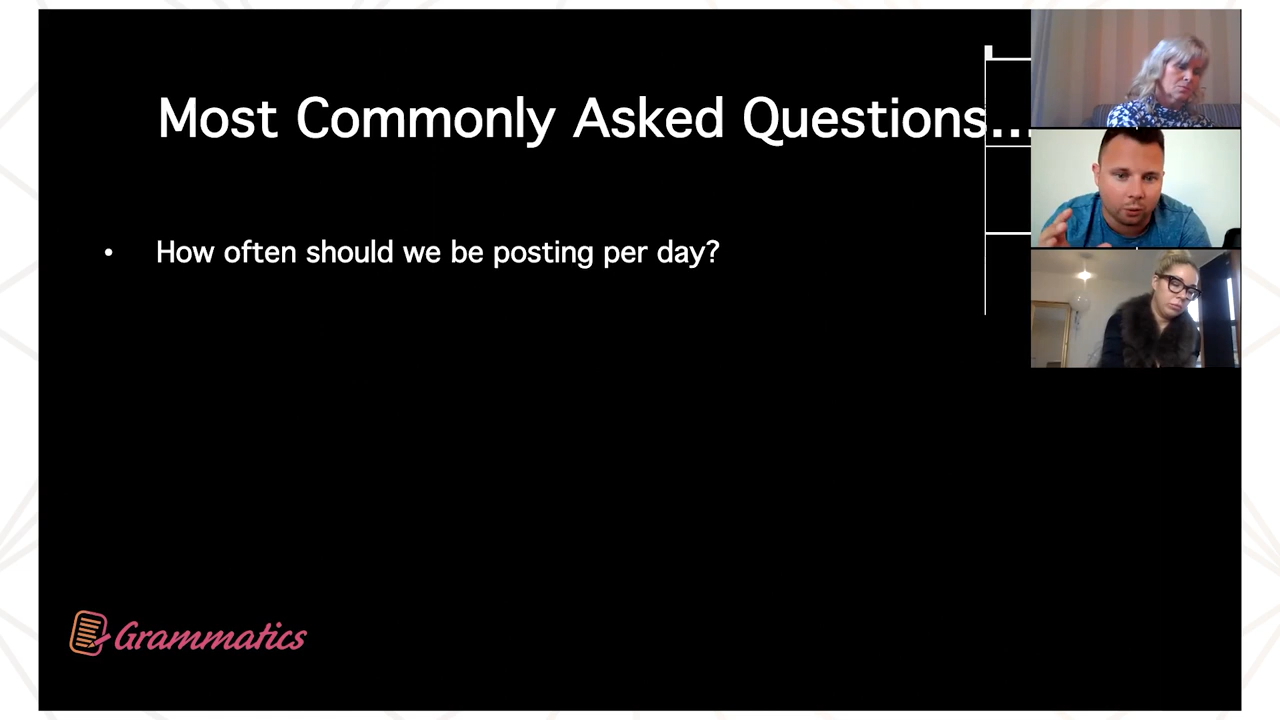 Most Commonly Asked Questions...
• How often should we be posting per day?
Grammatics